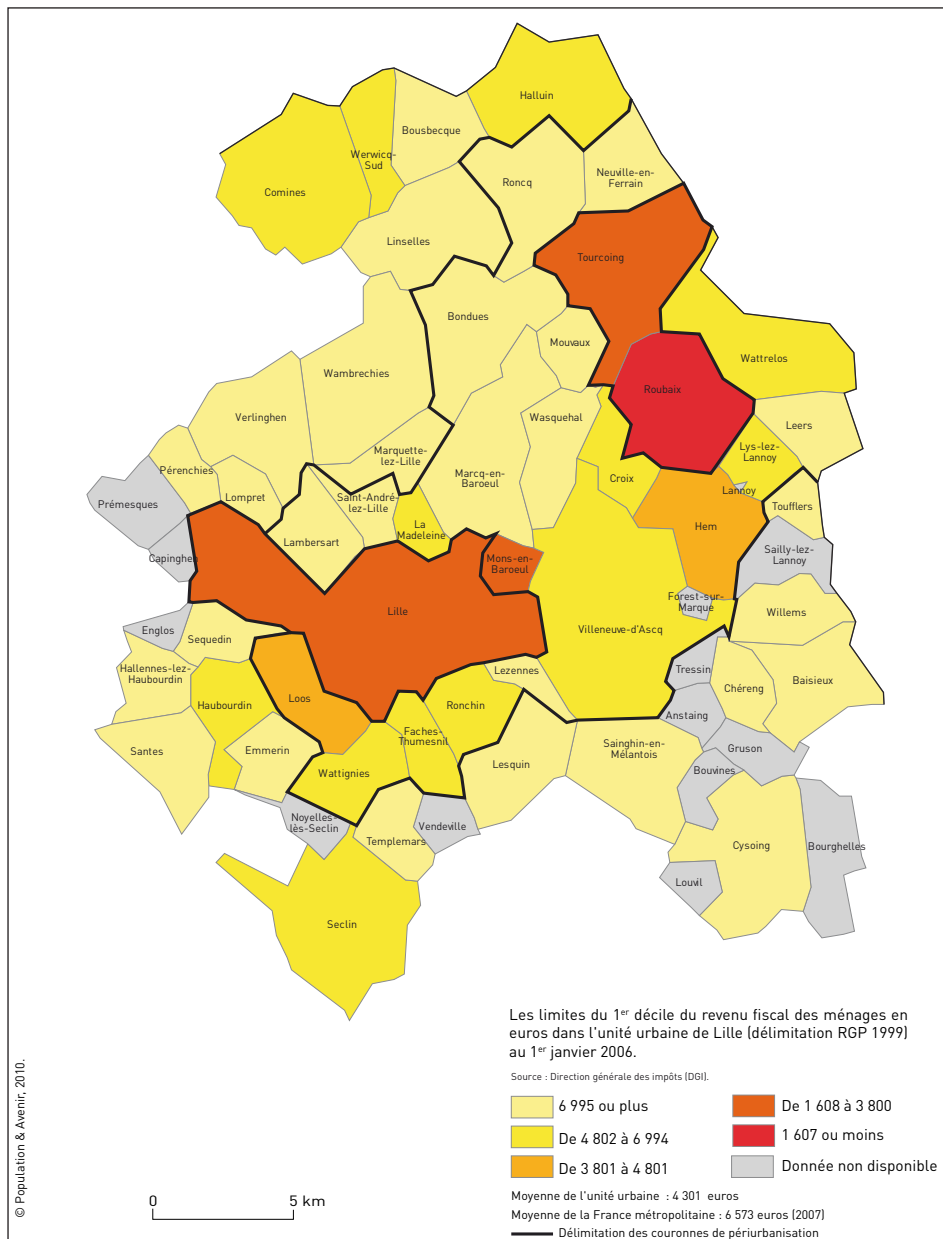 Halluin
Bousbecque
Werwicq-
Sud
Comines
Roncq
Neuville-en-
Ferrain
Linselles
Tourcoing
Bondues
Mouvaux
Wattrelos
Wambrechies
Roubaix
Verlinghen
Wasquehal
Leers
Marquette-
lez-Lille
Lys-lez-
Lannoy
Pérenchies
Marcq-en-
Baroeul
Croix
Lannoy
Prémesques
Lompret
Saint-André-
lez-Lille
Toufflers
La
Madeleine
Hem
Lambersart
Sailly-lez-
Lannoy
Capinghem
Mons-en-
Baroeul
Forest-sur-
Marque
Lille
Willems
Englos
Sequedin
Villeneuve-d'Ascq
Hallennes-lez-
Haubourdin
Lezennes
Tressin
Chéreng
Baisieux
Loos
Haubourdin
Ronchin
Anstaing
Faches-
Thumesnil
Santes
Emmerin
Gruson
Sainghin-en-
Mélantois
Wattignies
Lesquin
Bouvines
Noyelles-
lès-Seclin
Vendeville
Templemars
Cysoing
Bourghelles
Louvil
Seclin
Les limites du 1er décile du revenu fiscal des ménages en
euros dans l'unité urbaine de Lille (délimitation RGP 1999)
au 1er janvier 2006.
Source : Direction générale des impôts (DGI).
6 995 ou plus
De 4 802 à 6 994
De 3 801 à 4 801
De 1 608 à 3 800
1 607 ou moins
Donnée non disponible
Moyenne de l'unité urbaine : 4 301 euros
Moyenne de la France métropolitaine : 6 573 euros (2007)
Délimitation des couronnes de périurbanisation
0 5 km
© Population & Avenir, 2010.